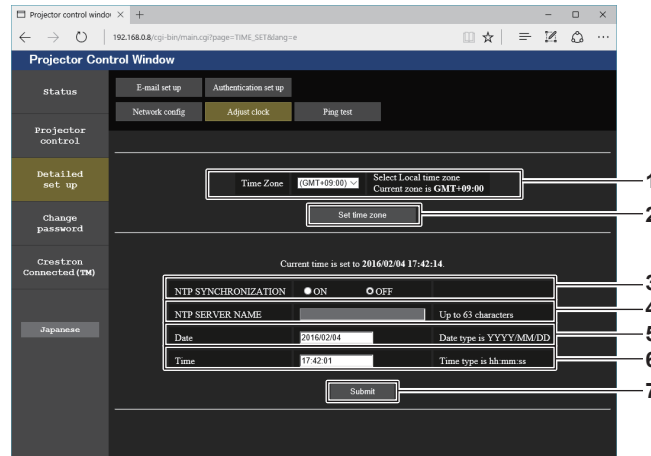 Projector control windov
192.168.0.8/cgi-bin/main.cgi?page=TIME_SET&lang=e
Projector Control Window
Status
E-mail set up
Authentication set up
Network config
Adjust clock
Ping test
Projector
control
Detailed
set up
Change
password
Crestron
Connected(TM)
Japanese
Time Zone
(GMT+09:00)
Select Local time zone
Current zone is GMT+09:00
1
Set time zone
2
Current time is set to 2016/02/04 17:42:14.
NTP SYNCHRONIZATION
ON
OFF
3
NTP SERVER NAME
Up to 63 characters
4
Date
2016/02/04
Date type is YYYY/MM/DD
5
Time
17:42:01
Time type is hh:mm:ss
6
Submit
7